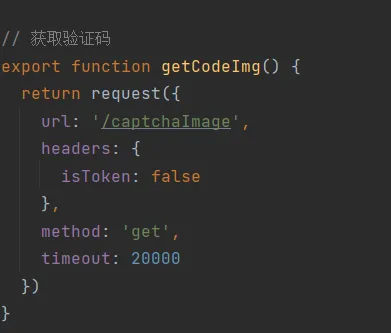 // 获取验证码
export function getCodeImg() {
  return request({
    url: '/captchaImage',
    headers: {
      isToken: false
    },
    method: 'get',
    timeout: 20000
  })
}